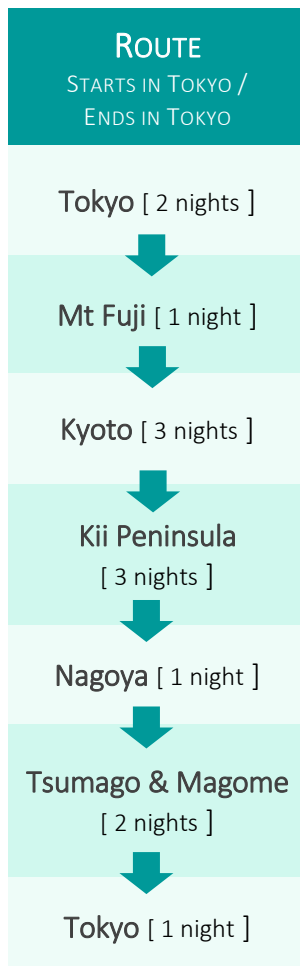 ROUTE
STARTS IN TOKYO /
ENDS IN TOKYO
Tokyo [ 2 nights ]
Mt Fuji [ 1 night ]
Kyoto [ 3 nights ]
Kii Peninsula
[ 3 nights ]
Nagoya [ 1 night ]
Tsumago & Magome
[ 2 nights ]
Tokyo [ 1 night ]